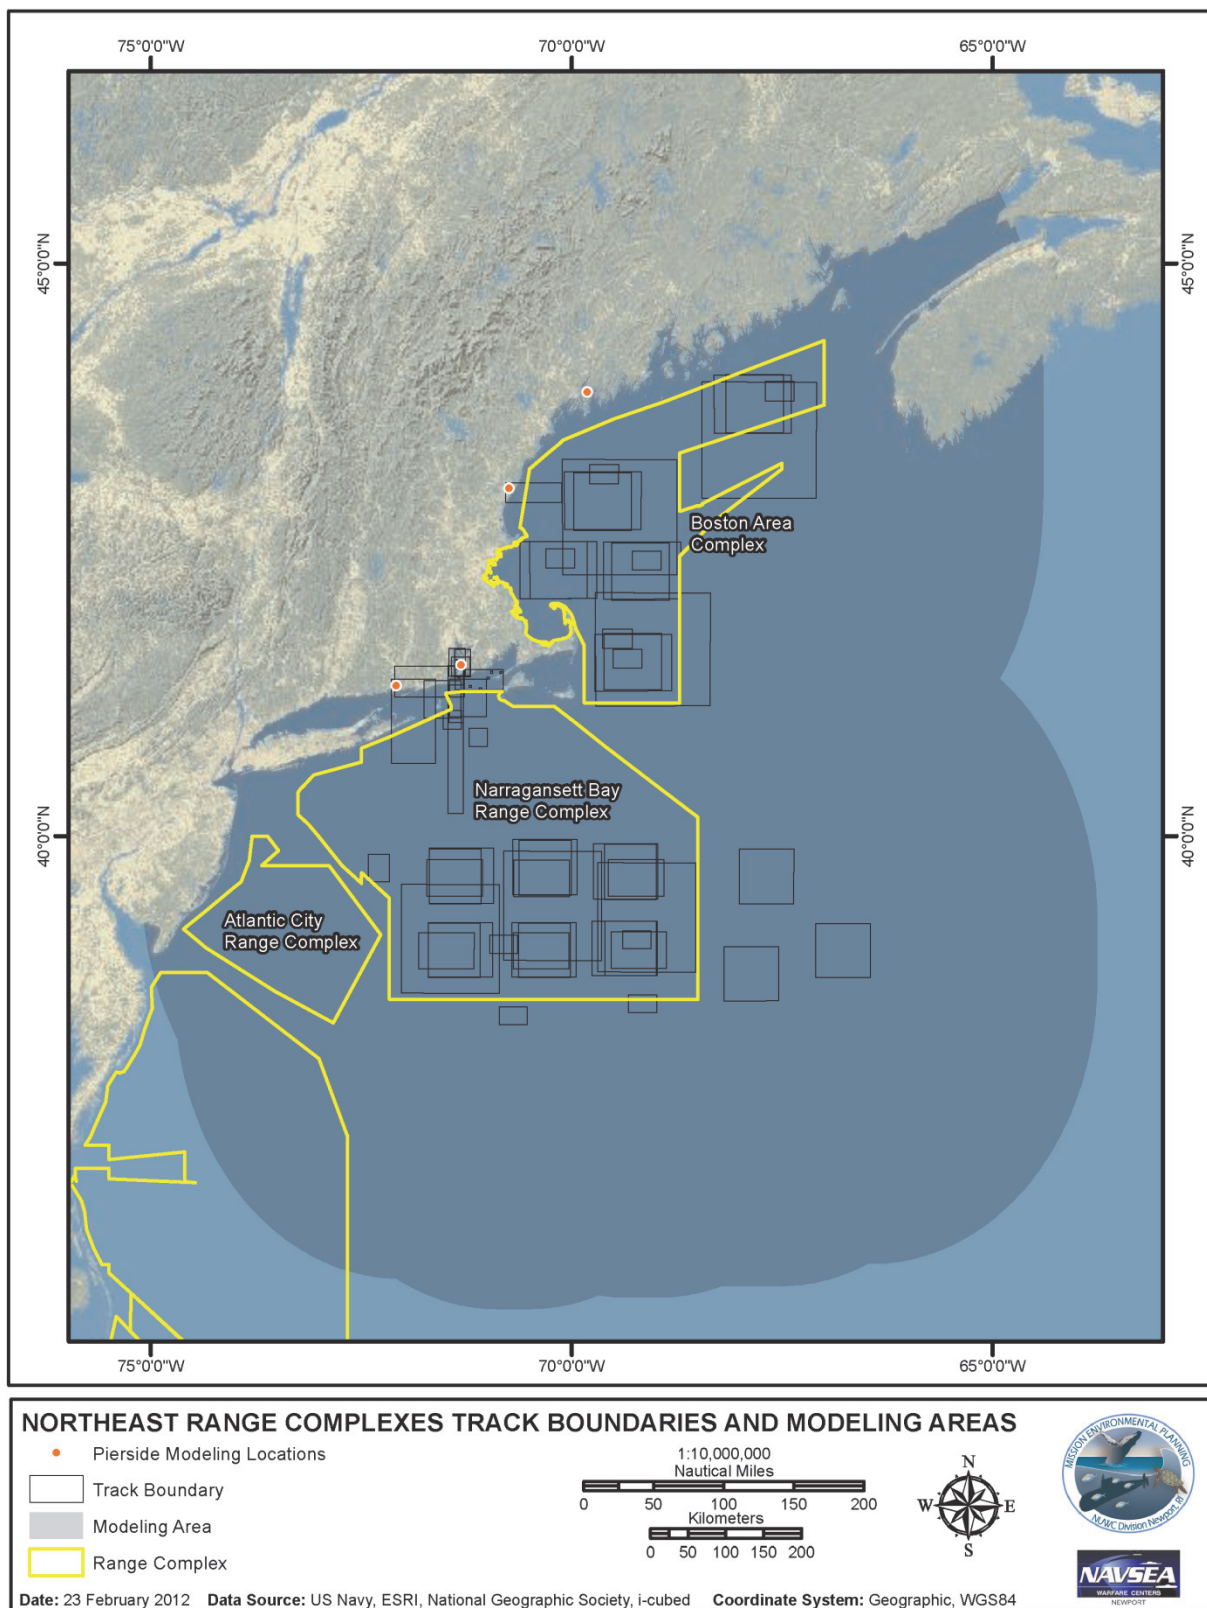 75°0'0"W 70°0'0"W 65°0'0"W
45°0'0"N 45°0'0"N
Boston Area
Complex
Narragansett Bay
Range Complex
40°0'0"N 40°0'0"N
Atlantic City
Range Complex
75°0'0"W 70°0'0"W 65°0'0"W
NORTHEAST RANGE COMPLEXES TRACK BOUNDARIES AND MODELING AREAS
Pierside Modeling Locations
Track Boundary
Modeling Area
Range Complex
1:10,000,000
Nautical Miles
0 25 50 100 150 200
Kilometers
0 50 100 150 200
N
W E
S
MISSION ENVIRONMENTAL PLANNING
NUWC Division Newport, RI
NAVSEA
WARFARE CENTERS
NEWPORT
Date: 23 February 2012 Data Source: US Navy, ESRI, National Geographic Society, i-cubed Coordinate System: Geographic, WGS84